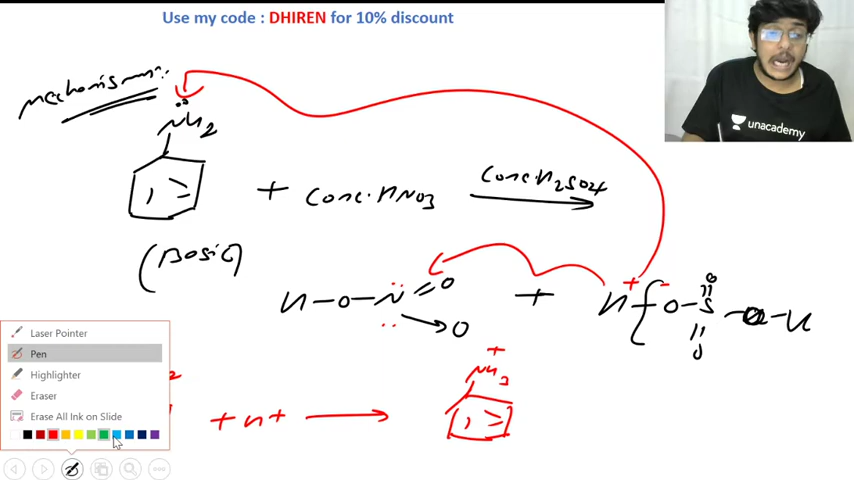 Use my code : DHIREN for 10% discount
mechanism:
NH2
+ conc. HNO3
conc. H2SO4
(Basic)
H-O-N=O
O
+
H+ -O-S-O-H
O
O
unacademy
Laser Pointer
Pen
Highlighter
Eraser
Erase All Ink on Slide
2
+ H+
+
NH3